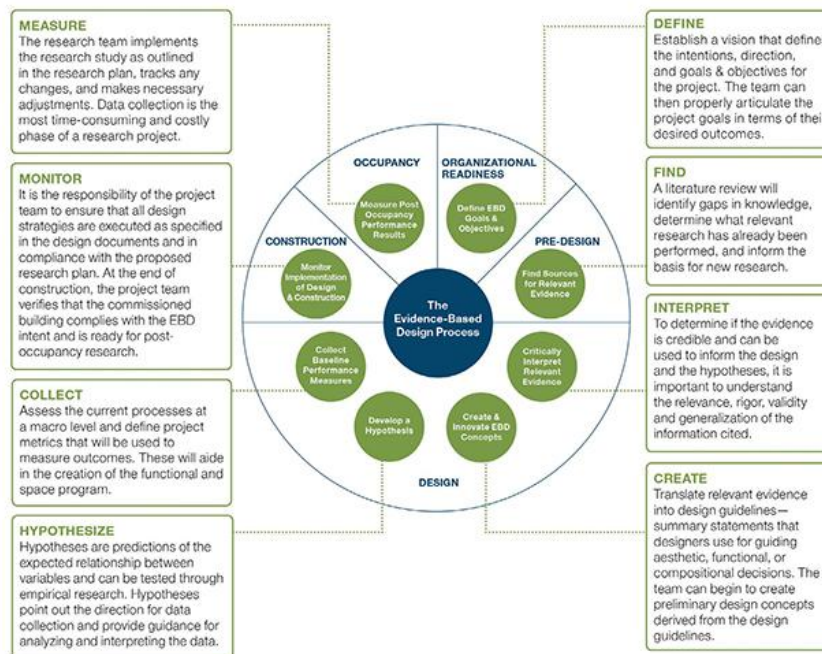 MEASURE
The research team implements
the research study as outlined
in the research plan, tracks any
changes, and makes necessary
adjustments. Data collection is the
most time-consuming and costly
phase of a research project.
MONITOR
It is the responsibility of the project
team to ensure that all design
strategies are executed as specified
in the design documents and in
compliance with the proposed
research plan. At the end of
construction, the project team
verifies that the commissioned
building complies with the EBD
intent and is ready for post-
occupancy research.
COLLECT
Assess the current processes at
a macro level and define project
metrics that will be used to
measure outcomes. These will aide
in the creation of the functional and
space program.
HYPOTHESIZE
Hypotheses are predictions of the
expected relationship between
variables and can be tested through
empirical research. Hypotheses
point out the direction for data
collection and provide guidance for
analyzing and interpreting the data.
OCCUPANCY
Measure Post
Occupancy
Performance
Results
ORGANIZATIONAL
READINESS
Define EBD
Goals &
Objectives
CONSTRUCTION
Monitor
Implementation
of Design
& Construction
PRE-DESIGN
Find Sources
for Relevant
Evidence
The
Evidence-Based
Design Process
Collect
Baseline
Performance
Measures
Critically
Interpret
Relevant
Evidence
Develop a
Hypothesis
Create &
Innovate EBD
Concepts
DESIGN
DEFINE
Establish a vision that define
the intentions, direction,
and goals & objectives for
the project. The team can
then properly articulate the
project goals in terms of thei
desired outcomes.
FIND
A literature review will
identify gaps in knowledge,
determine what relevant
research has already been
performed, and inform the
basis for new research.
INTERPRET
To determine if the evidence
is credible and can be
used to inform the design
and the hypotheses, it is
important to understand
the relevance, rigor, validity
and generalization of the
information cited.
CREATE
Translate relevant evidence
into design guidelines—
summary statements that
designers use for guiding
aesthetic, functional, or
compositional decisions. The
team can begin to create
preliminary design concepts
derived from the design
guidelines.